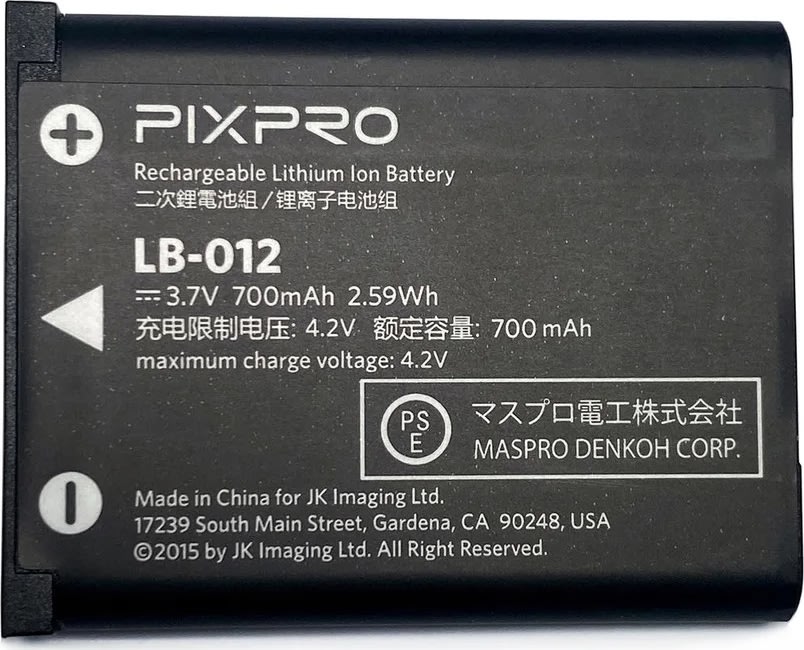 PIXPRO
Rechargeable Lithium Ion Battery
二次鋰電池組 / 锂离子电池组
LB-012
⎓ 3.7V 700mAh 2.59Wh
充电限制电压: 4.2V 额定容量: 700 mAh
maximum charge voltage: 4.2V
PS
E
マスプロ電工株式会社
MASPRO DENKOH CORP.
Made in China for JK Imaging Ltd.
17239 South Main Street, Gardena, CA 90248, USA
©2015 by JK Imaging Ltd. All Right Reserved.